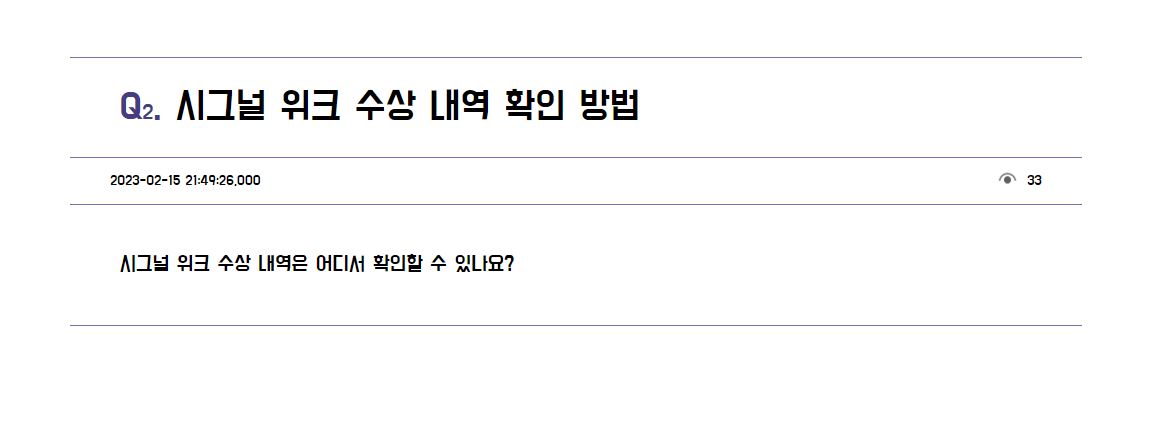 Q2. 시그널 위크 수상 내역 확인 방법
2023-02-15 21:49:26.000 33
시그널 위크 수상 내역은 어디서 확인할 수 있나요?